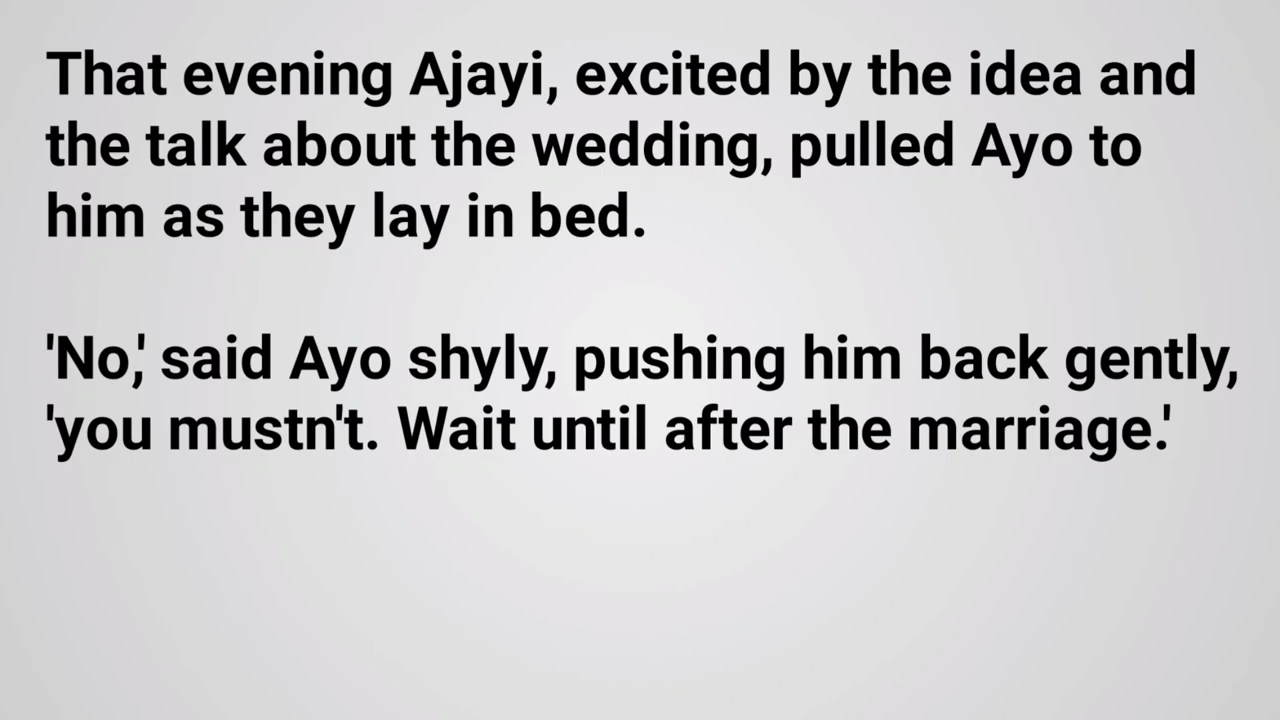 That evening Ajayi, excited by the idea and
the talk about the wedding, pulled Ayo to
him as they lay in bed.
'No,' said Ayo shyly, pushing him back gently,
'you mustn't. Wait until after the marriage.'